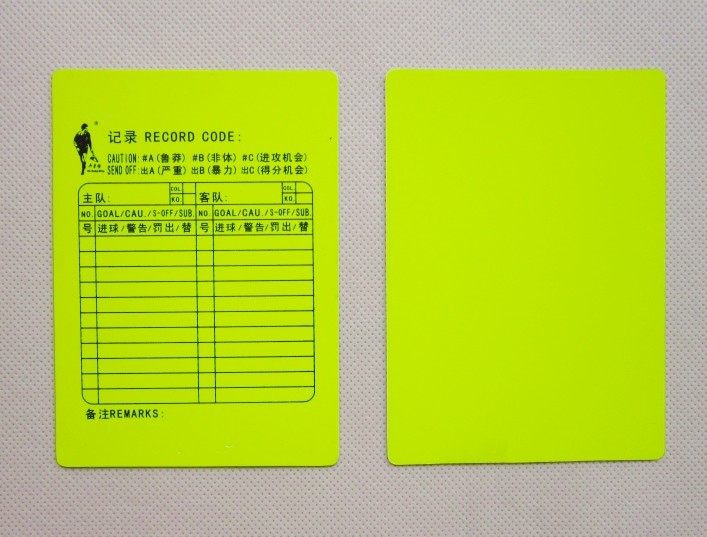 ®
记录 RECORD CODE:
CAUTION: #A(鲁莽) #B(非体) #C(进攻机会)
SEND OFF: 出A(严重) 出B(暴力) 出C(得分机会)
主队: COL. KO. 客队: COL. KO.
NO. GOAL/CAU./S-OFF/SUB. NO. GOAL/CAU./S-OFF/SUB.
号 进球/警告/罚出/替 号 进球/警告/罚出/替
备注REMARKS: